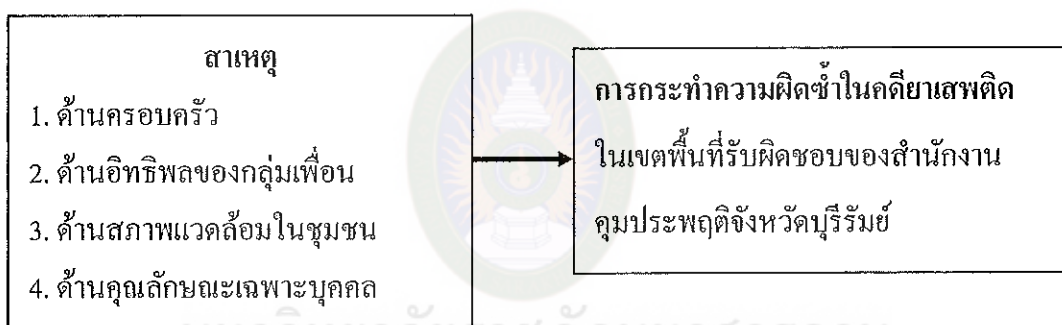 สาเหตุ
1. ด้านครอบครัว
2. ด้านอิทธิพลของกลุ่มเพื่อน
3. ด้านสภาพแวดล้อมในชุมชน
4. ด้านคุณลักษณะเฉพาะบุคคล
การกระทำความผิดซ้ำในคดียาเสพติด
ในเขตพื้นที่รับผิดชอบของสำนักงาน
คุมประพฤติจังหวัดบุรีรัมย์